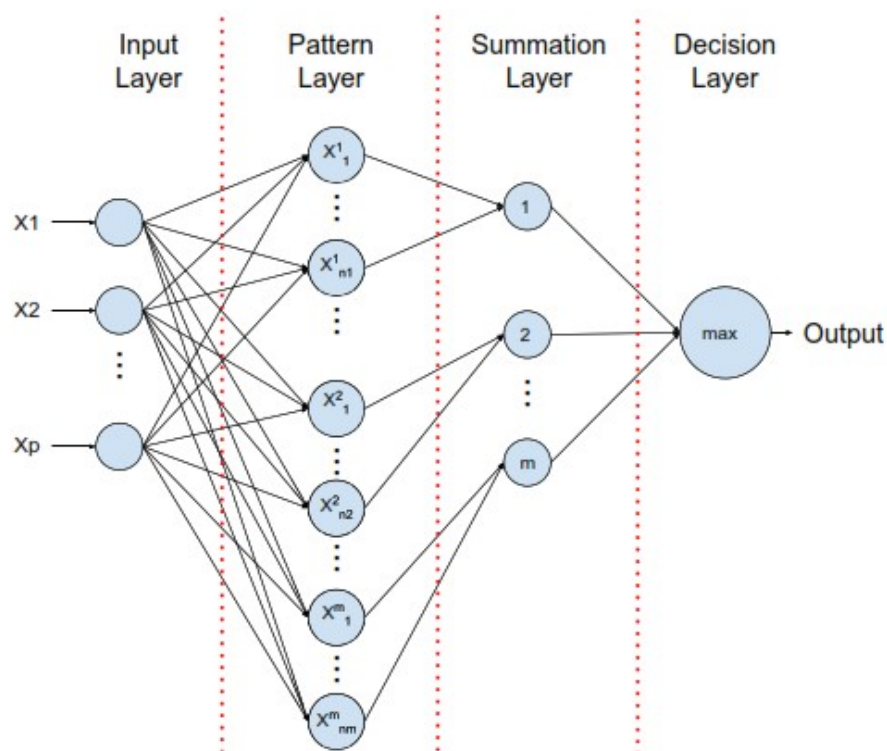 Input
Layer
Pattern
Layer
Summation
Layer
Decision
Layer
X1
X2
Xp
X¹₁
X¹ₙ₁
X²₁
X²ₙ₂
Xᵐ₁
Xᵐₙₘ
1
2
m
max
Output